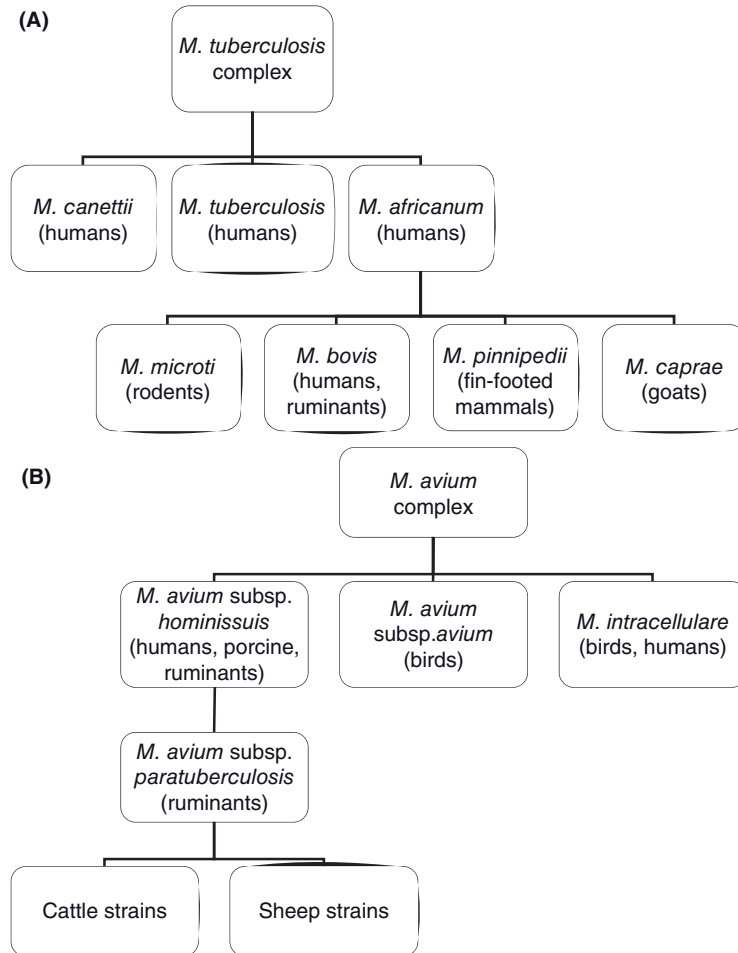 (A)
M. tuberculosis
complex
M. canettii
(humans)
M. tuberculosis
(humans)
M. africanum
(humans)
M. microti
(rodents)
M. bovis
(humans,
ruminants)
M. pinnipedii
(fin-footed
mammals)
M. caprae
(goats)
(B)
M. avium
complex
M. avium subsp.
hominissuis
(humans, porcine,
ruminants)
M. avium
subsp.avium
(birds)
M. intracellulare
(birds, humans)
M. avium subsp.
paratuberculosis
(ruminants)
Cattle strains
Sheep strains